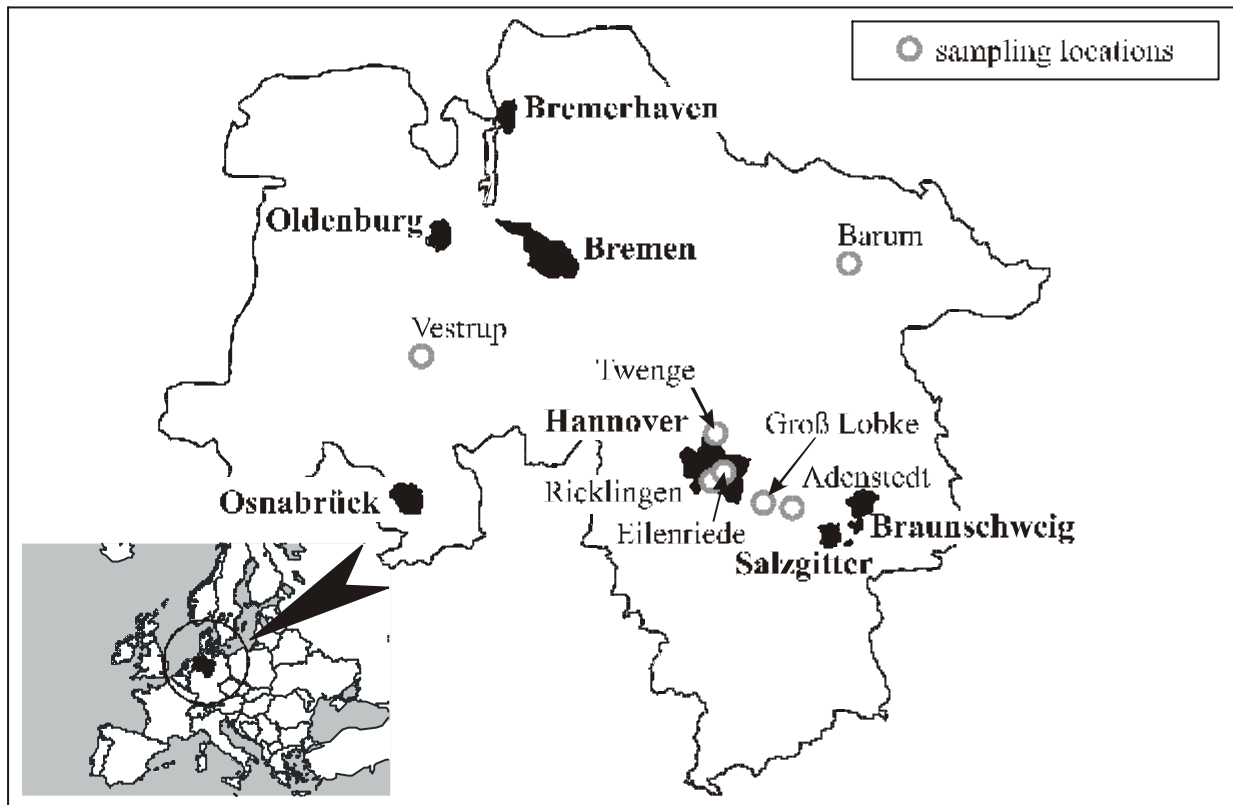 sampling locations
Bremerhaven
Oldenburg
Bremen
Barum
Vestrup
Twenge
Hannover
Groß Lobke
Adenstedt
Ricklingen
Osnabrück
Eilenriede
Braunschweig
Salzgitter